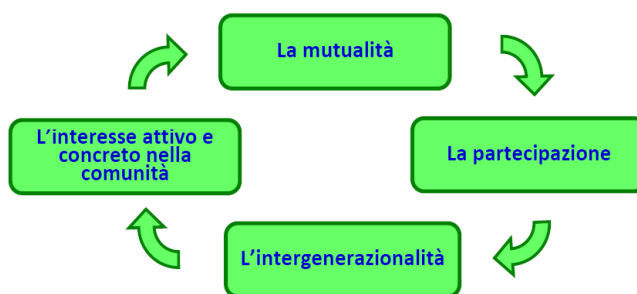 La mutualità
La partecipazione
L'intergenerazionalità
L'interesse attivo e
concreto nella
comunità